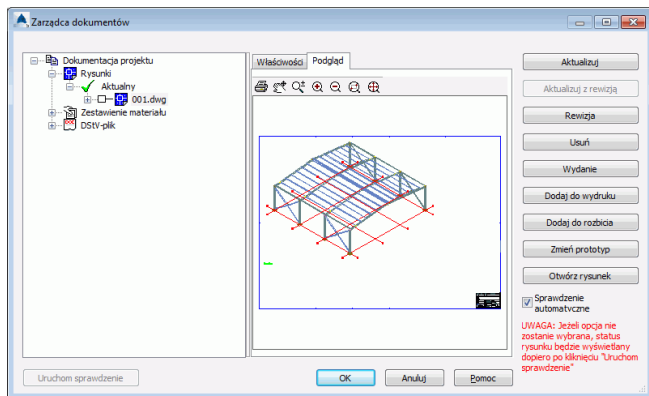 Zarządca dokumentów
Dokumentacja projektu
Rysunki
Aktualny
001.dwg
Zestawienie materiału
DStV-plik
Właściwości
Podgląd
Aktualizuj
Aktualizuj z rewizją
Rewizja
Usuń
Wydanie
Dodaj do wydruku
Dodaj do rozbicia
Zmień prototyp
Otwórz rysunek
Sprawdzenie
automatyczne
UWAGA: Jeżeli opcja nie
zostanie wybrana, status
rysunku będzie wyświetlany
dopiero po kliknięciu "Uruchom
sprawdzenie"
Uruchom sprawdzenie
OK
Anuluj
Pomoc